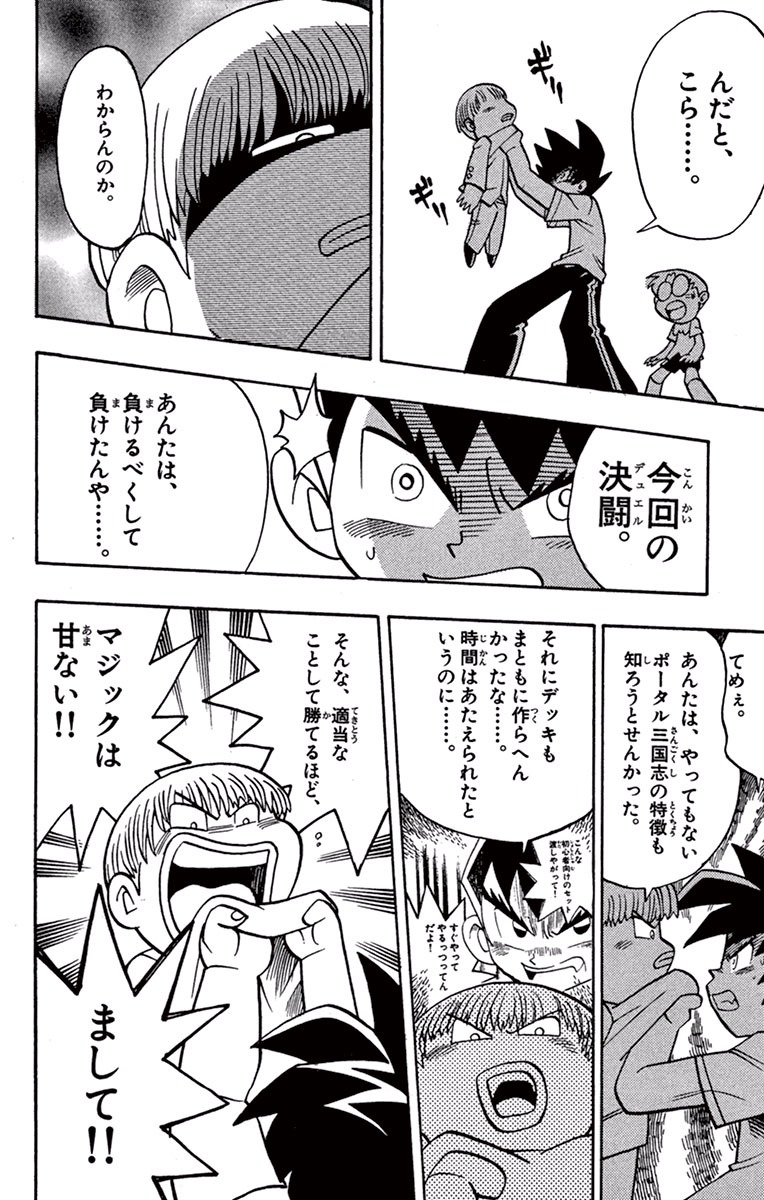 んだと、
こら……。
ギリッ
ギリッ
わからんのか。
今回の
決闘。
あんたは、
負けるべくして
負けたんや……。
てめぇ。
あんたは、やってもない
ポータル三国志の特徴も
知ろうとせんかった。
それにデッキも
まともに作らへん
かったな……。
時間はあたえられたと
いうのに……。
こんな
初心者向けのセット
渡しやがって!
すぐやって
やるっつってん
だよ!
そんな、適当な
ことして勝てるほど、
マジックは
甘ない!!
まして!!